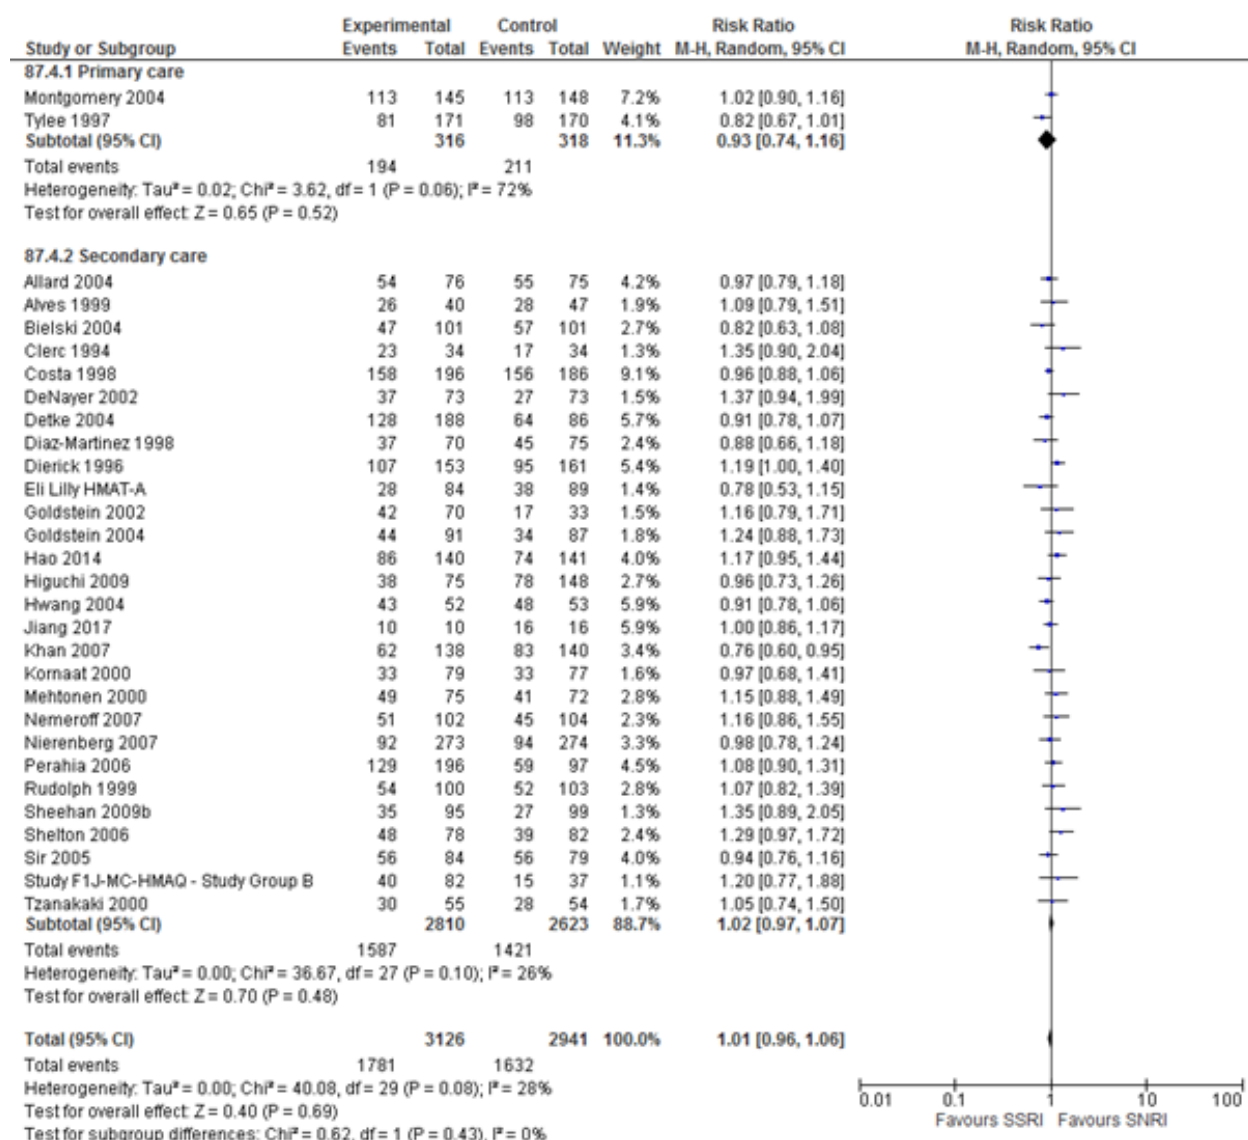 Experimental Control Risk Ratio Risk Ratio
Study or Subgroup Events Total Events Total Weight M-H, Random, 95% CI M-H, Random, 95% CI
87.4.1 Primary care
Montgomery 2004 113 145 113 148 7.2% 1.02 [0.90, 1.16]
Tylee 1997 81 171 98 170 4.1% 0.82 [0.67, 1.01]
Subtotal (95% CI) 316 318 11.3% 0.93 [0.74, 1.16]
Total events 194 211
Heterogeneity: Tau² = 0.02; Chi² = 3.62, df = 1 (P = 0.06); I² = 72%
Test for overall effect: Z = 0.65 (P = 0.52)
87.4.2 Secondary care
Allard 2004 54 76 55 75 4.2% 0.97 [0.79, 1.18]
Alves 1999 26 40 28 47 1.9% 1.09 [0.79, 1.51]
Bielski 2004 47 101 57 101 2.7% 0.82 [0.63, 1.08]
Clerc 1994 23 34 17 34 1.3% 1.35 [0.90, 2.04]
Costa 1998 158 196 156 186 9.1% 0.96 [0.88, 1.06]
DeNayer 2002 37 73 27 73 1.5% 1.37 [0.94, 1.99]
Detke 2004 128 188 64 86 5.7% 0.91 [0.78, 1.07]
Diaz-Martinez 1998 37 70 45 75 2.4% 0.88 [0.66, 1.18]
Dierick 1996 107 153 95 161 5.4% 1.19 [1.00, 1.40]
Eli Lilly HMAT-A 28 84 38 89 1.4% 0.78 [0.53, 1.15]
Goldstein 2002 42 70 17 33 1.5% 1.16 [0.79, 1.71]
Goldstein 2004 44 91 34 87 1.8% 1.24 [0.88, 1.73]
Hao 2014 86 140 74 141 4.0% 1.17 [0.95, 1.44]
Higuchi 2009 38 75 78 148 2.7% 0.96 [0.73, 1.26]
Hwang 2004 43 52 48 53 5.9% 0.91 [0.78, 1.06]
Jiang 2017 10 10 16 16 5.9% 1.00 [0.86, 1.17]
Khan 2007 62 138 83 140 3.4% 0.76 [0.60, 0.95]
Kornaat 2000 33 79 33 77 1.6% 0.97 [0.68, 1.41]
Mehtonen 2000 49 75 41 72 2.8% 1.15 [0.88, 1.49]
Nemeroff 2007 51 102 45 104 2.3% 1.16 [0.86, 1.55]
Nierenberg 2007 92 273 94 274 3.3% 0.98 [0.78, 1.24]
Perahia 2006 129 196 59 97 4.5% 1.08 [0.90, 1.31]
Rudolph 1999 54 100 52 103 2.8% 1.07 [0.82, 1.39]
Sheehan 2009b 35 95 27 99 1.3% 1.35 [0.89, 2.05]
Shelton 2006 48 78 39 82 2.4% 1.29 [0.97, 1.72]
Sir 2005 56 84 56 79 4.0% 0.94 [0.76, 1.16]
Study F1J-MC-HMAQ - Study Group B 40 82 15 37 1.1% 1.20 [0.77, 1.88]
Tzanakaki 2000 30 55 28 54 1.7% 1.05 [0.74, 1.50]
Subtotal (95% CI) 2810 2623 88.7% 1.02 [0.97, 1.07]
Total events 1587 1421
Heterogeneity: Tau² = 0.00; Chi² = 36.67, df = 27 (P = 0.10); I² = 26%
Test for overall effect: Z = 0.70 (P = 0.48)
Total (95% CI) 3126 2941 100.0% 1.01 [0.96, 1.06]
Total events 1781 1632
Heterogeneity: Tau² = 0.00; Chi² = 40.08, df = 29 (P = 0.08); I² = 28%
Test for overall effect: Z = 0.40 (P = 0.69)
Test for subgroup differences: Chi² = 0.62, df = 1 (P = 0.43), I² = 0%
0.01 0.1 1 10 100
Favours SSRI Favours SNRI